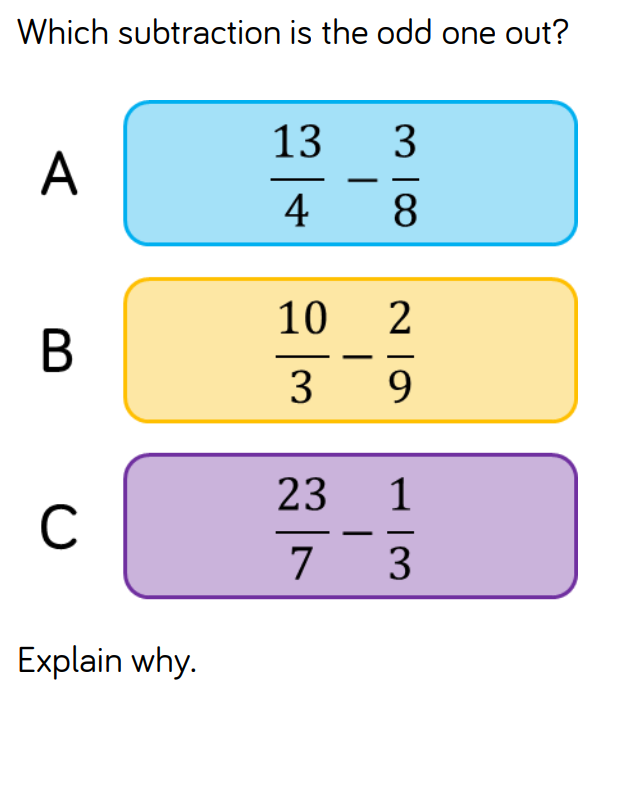 Which subtraction is the odd one out?
A
13/4 − 3/8
B
10/3 − 2/9
C
23/7 − 1/3
Explain why.